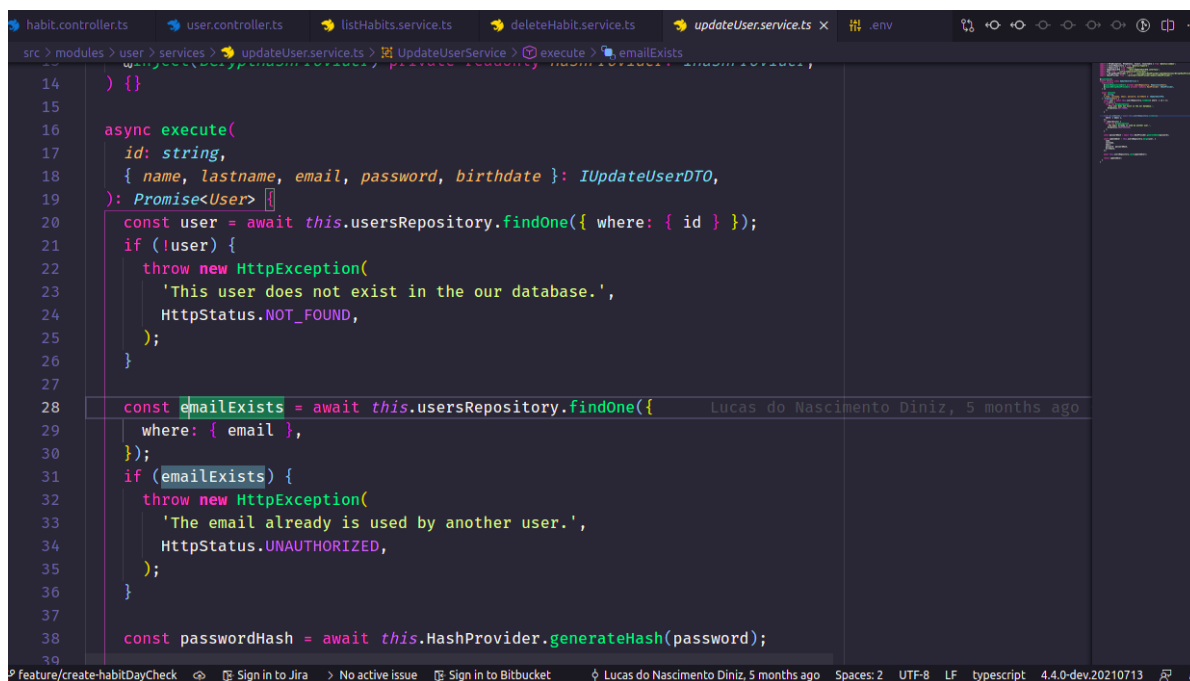 habit.controller.ts user.controller.ts listHabits.service.ts deleteHabit.service.ts updateUser.service.ts .env
src > modules > user > services > updateUser.service.ts > UpdateUserService > execute > emailExists
14 ) {}
15
16 async execute(
17 id: string,
18 { name, lastname, email, password, birthdate }: IUpdateUserDTO,
19 ): Promise<User> {
20 const user = await this.usersRepository.findOne({ where: { id } });
21 if (!user) {
22 throw new HttpException(
23 'This user does not exist in the our database.',
24 HttpStatus.NOT_FOUND,
25 );
26 }
27
28 const emailExists = await this.usersRepository.findOne({ Lucas do Nascimento Diniz, 5 months ago
29 where: { email },
30 });
31 if (emailExists) {
32 throw new HttpException(
33 'The email already is used by another user.',
34 HttpStatus.UNAUTHORIZED,
35 );
36 }
37
38 const passwordHash = await this.HashProvider.generateHash(password);
39
feature/create-habitDayCheck Sign in to Jira > No active issue Sign in to Bitbucket Lucas do Nascimento Diniz, 5 months ago Spaces: 2 UTF-8 LF typescript 4.4.0-dev.20210713